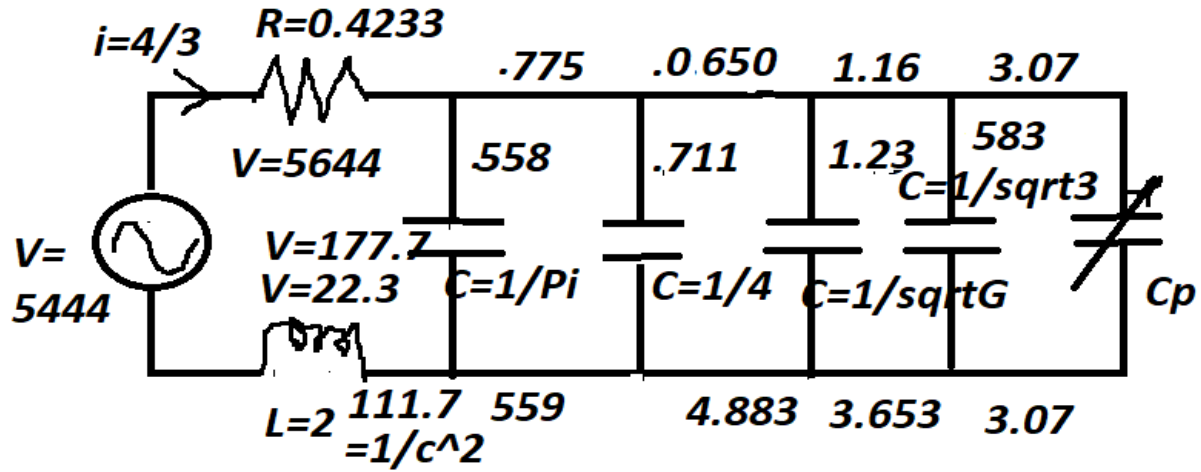 i=4/3
R=0.4233
.775
.0.650
1.16
3.07
V=5644
.558
.711
1.23
583
C=1/sqrt3
V=
5444
V=177.7
V=22.3
C=1/Pi
C=1/4
C=1/sqrtG
Cp
L=2
111.7
=1/c^2
559
4.883
3.653
3.07